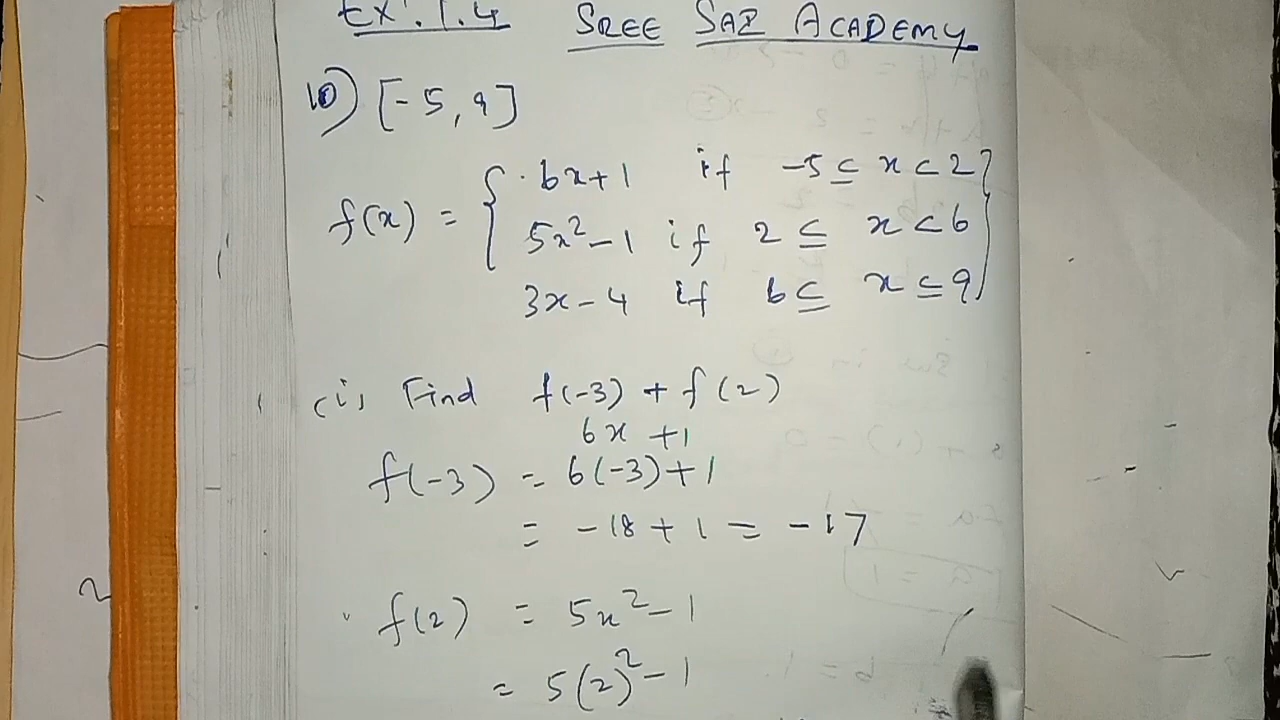 Ex: 1.4 SREE SAI ACADEMY
10) [-5, 9]
f(x) = { 6x+1 if -5 ≤ x < 2
5x²-1 if 2 ≤ x < 6
3x-4 if 6 ≤ x ≤ 9 }
(i) Find f(-3) + f(2)
6x +1
f(-3) = 6(-3)+1
= -18 + 1 = -17
f(2) = 5x²-1
= 5(2)²-1